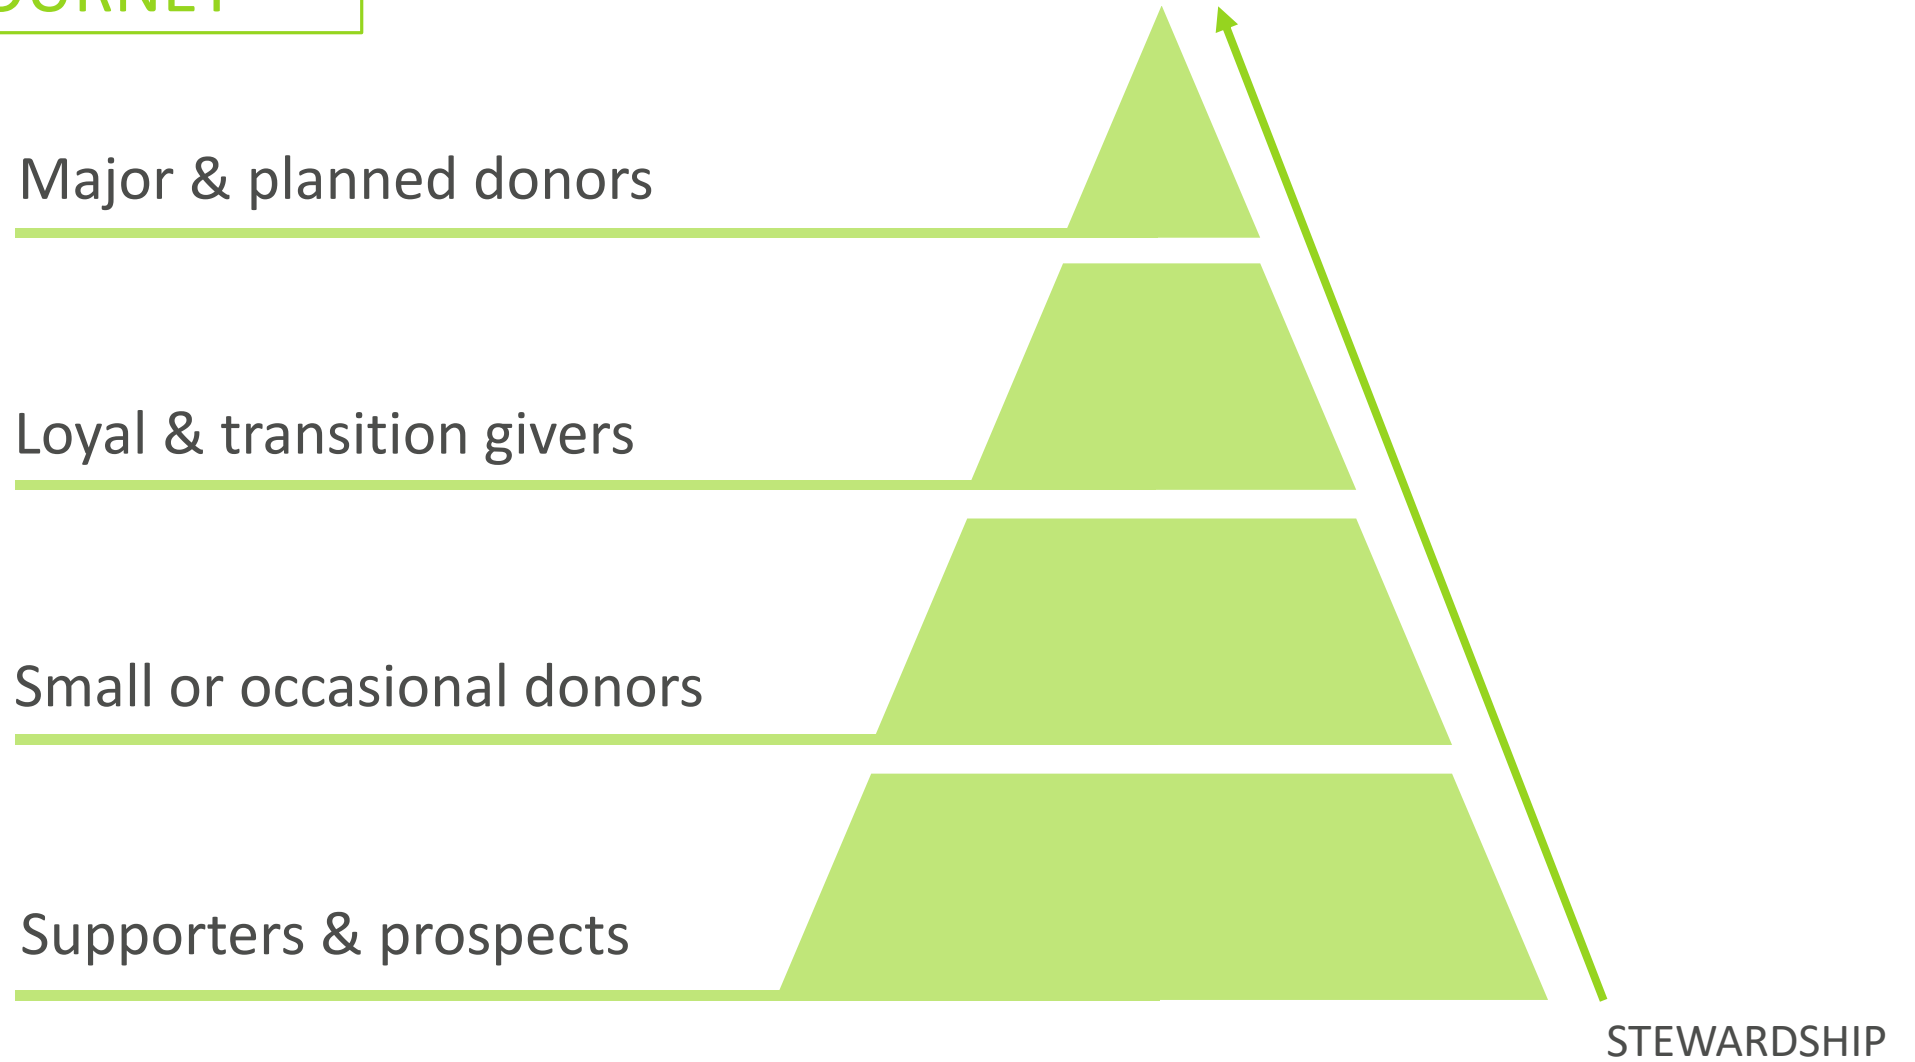 Major & planned donors
Loyal & transition givers
Small or occasional donors
Supporters & prospects
STEWARDSHIP